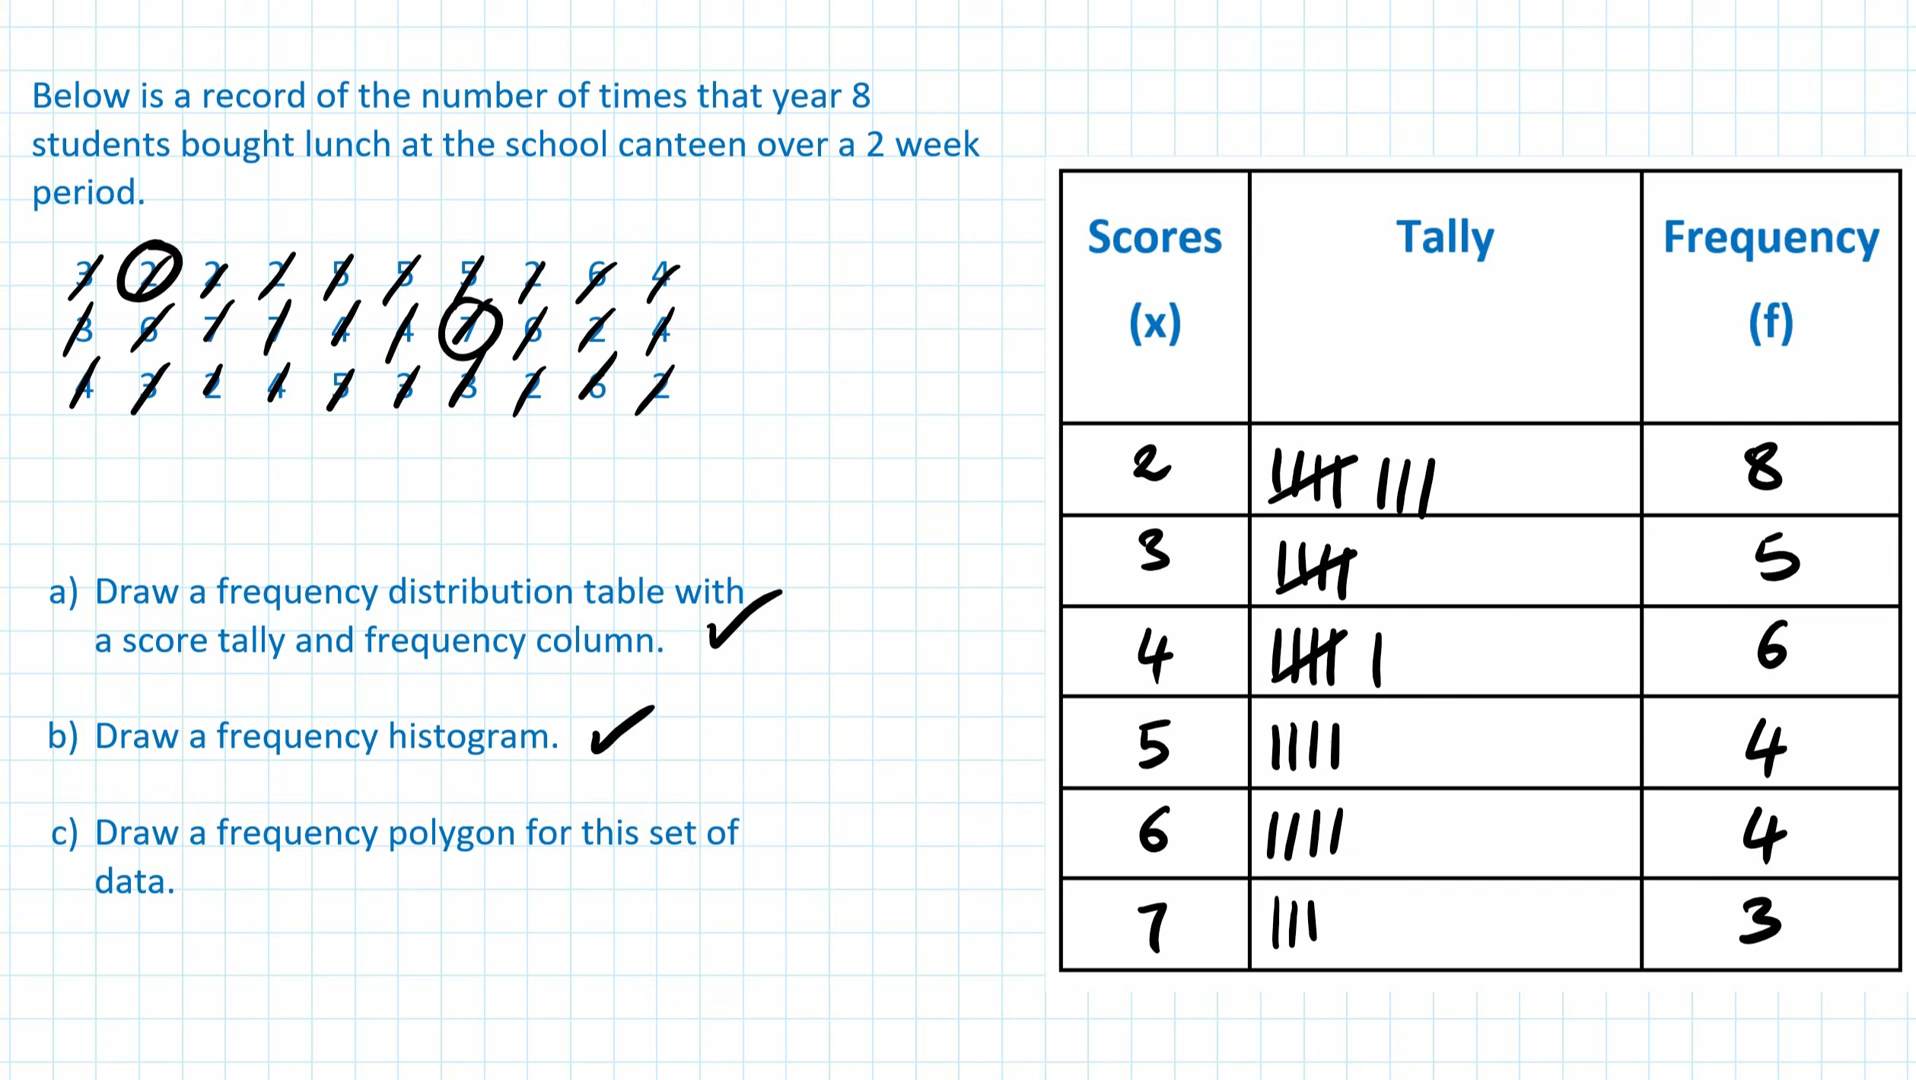 Below is a record of the number of times that year 8
students bought lunch at the school canteen over a 2 week
period.
3 2 2 2 5 5 5 2 6 4
3 6 7 7 4 4 7 6 2 4
4 3 2 4 5 3 3 2 6 2
a) Draw a frequency distribution table with
a score tally and frequency column.
b) Draw a frequency histogram.
c) Draw a frequency polygon for this set of
data.
Scores Tally Frequency
(x) (f)
2 8
3 5
4 6
5 4
6 4
7 3